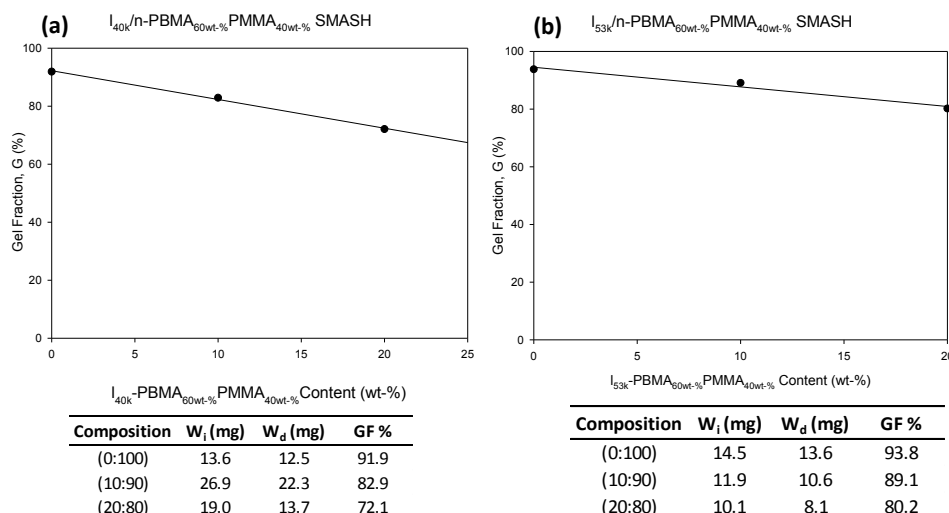 (a)
I40k/n-PBMA60wt-%PMMA40wt-% SMASH
Gel Fraction, G (%)
100
80
60
40
20
0
0 5 10 15 20 25
I40k-PBMA60wt-%PMMA40wt-%Content (wt-%)
Composition Wi (mg) Wd (mg) GF %
(0:100) 13.6 12.5 91.9
(10:90) 26.9 22.3 82.9
(20:80) 19.0 13.7 72.1
(b)
I53k/n-PBMA60wt-%PMMA40wt-% SMASH
Gel Fraction, G (%)
100
80
60
40
20
0
0 5 10 15 20
I53k-PBMA60wt-%PMMA40wt-% Content (wt-%)
Composition Wi (mg) Wd (mg) GF %
(0:100) 14.5 13.6 93.8
(10:90) 11.9 10.6 89.1
(20:80) 10.1 8.1 80.2